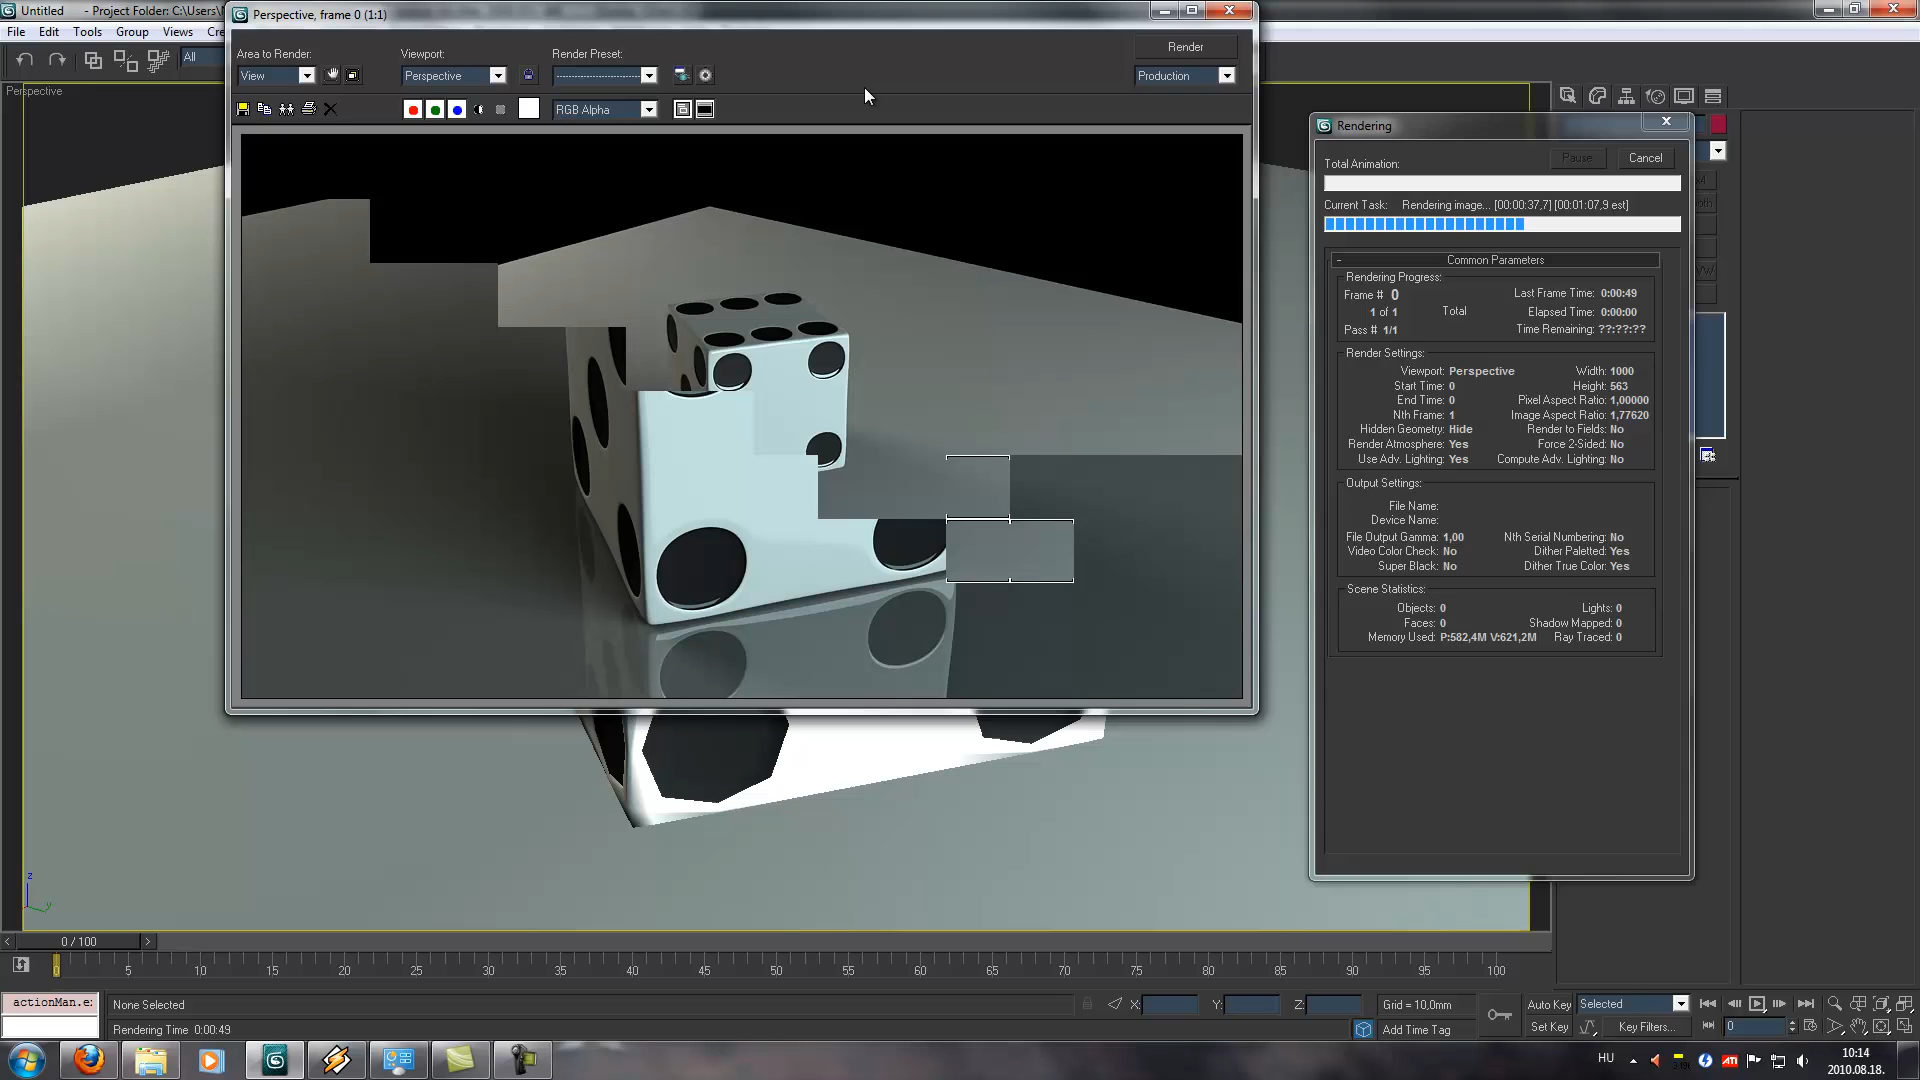 Untitled - Project Folder: C:\Users\
File Edit Tools Group Views Cre
All
Perspective
Perspective, frame 0 (1:1)
Area to Render:
View
Viewport:
Perspective
Render Preset:
Render
Production
RGB Alpha
Rendering
Total Animation:
Pause
Cancel
Current Task: Rendering image... [00:00:37,7] [00:01:07,9 est]
- Common Parameters
Rendering Progress:
Frame # 0
Last Frame Time: 0:00:49
1 of 1 Total
Elapsed Time: 0:00:00
Pass # 1/1
Time Remaining: ??:??:??
Render Settings:
Viewport: Perspective
Width: 1000
Start Time: 0
Height: 563
End Time: 0
Pixel Aspect Ratio: 1,00000
Nth Frame: 1
Image Aspect Ratio: 1,77620
Hidden Geometry: Hide
Render to Fields: No
Render Atmosphere: Yes
Force 2-Sided: No
Use Adv. Lighting: Yes
Compute Adv. Lighting: No
Output Settings:
File Name:
Device Name:
File Output Gamma: 1,00
Nth Serial Numbering: No
Video Color Check: No
Dither Paletted: Yes
Super Black: No
Dither True Color: Yes
Scene Statistics:
Objects: 0
Lights: 0
Faces: 0
Shadow Mapped: 0
Memory Used: P:582,4M V:621,2M
Ray Traced: 0
z
y
< 0 / 100 >
0 5 10 15 20 25 30 35 40 45 50 55 60 65 70 75 80 85 90 95 100
actionMan.e
None Selected
X: Y: Z:
Grid = 10,0mm
Auto Key
Selected
Rendering Time 0:00:49
Add Time Tag
Set Key
Key Filters...
0
HU
ATI
10:14
2010.08.18.